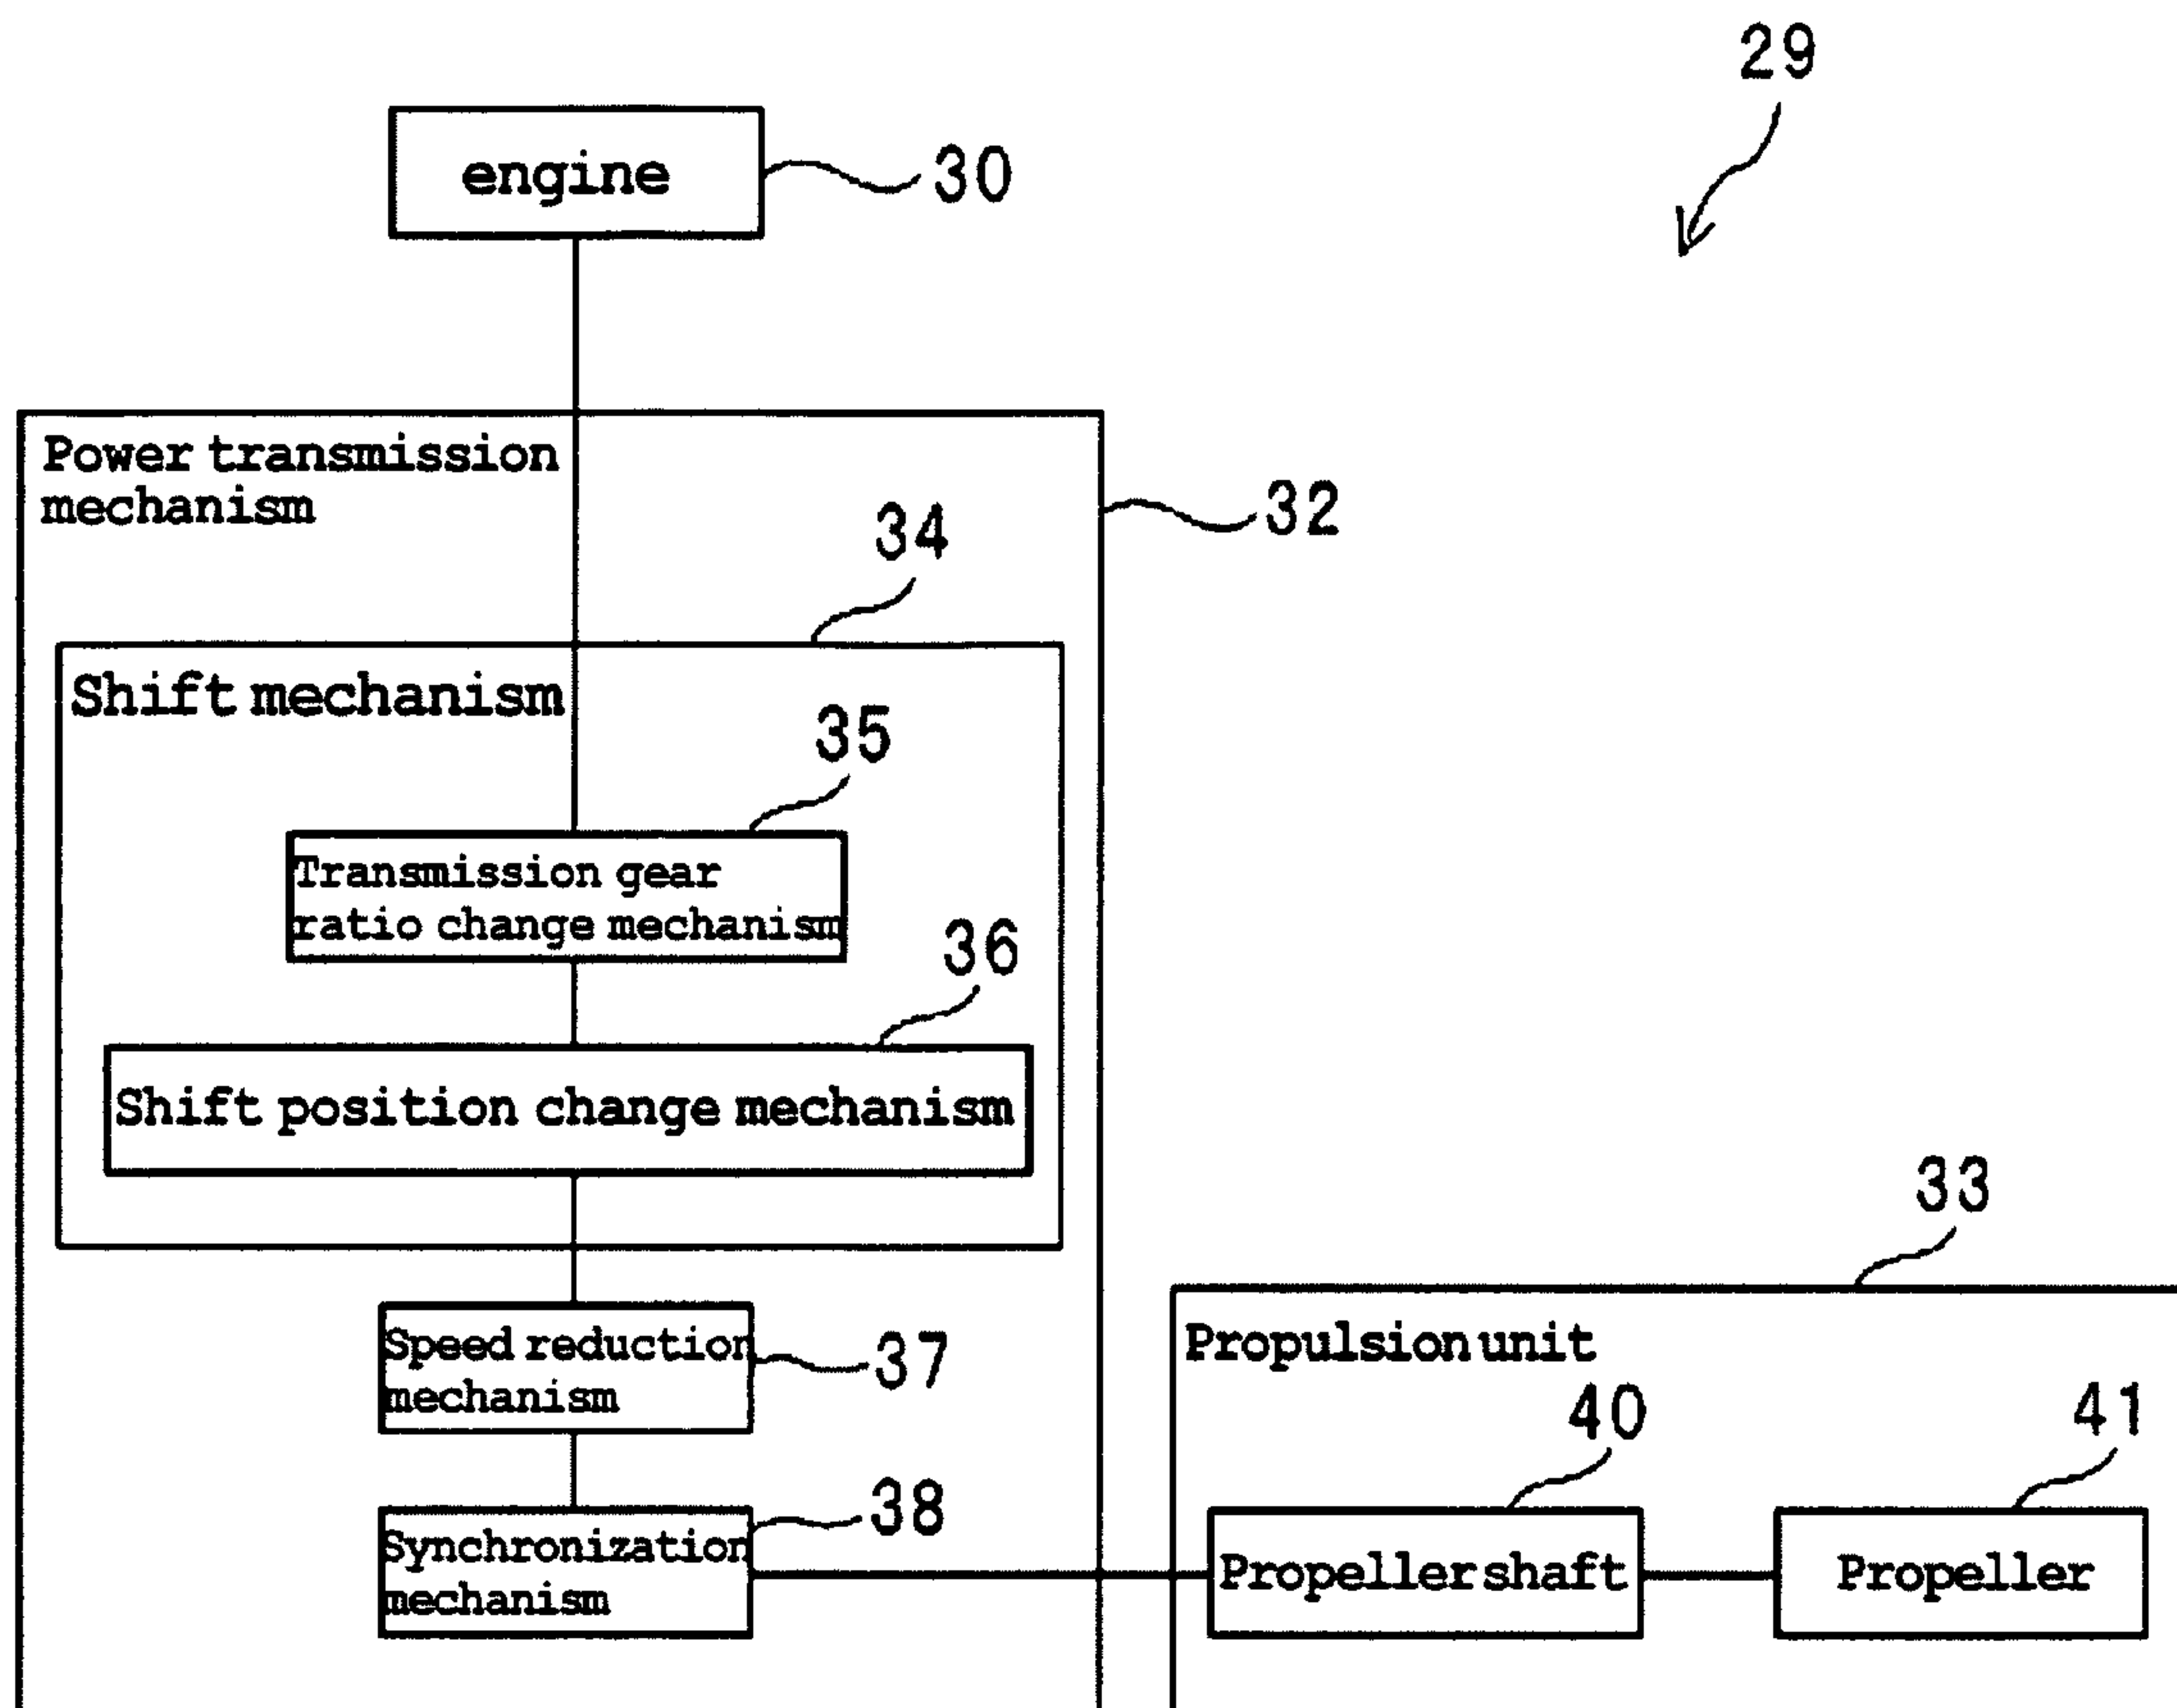 29
engine
30
Power transmission
mechanism
32
34
Shift mechanism
35
Transmission gear
ratio change mechanism
36
Shift position change mechanism
33
Speed reduction
mechanism
37
Propulsion unit
40
41
38
Synchronization
mechanism
Propeller shaft
Propeller